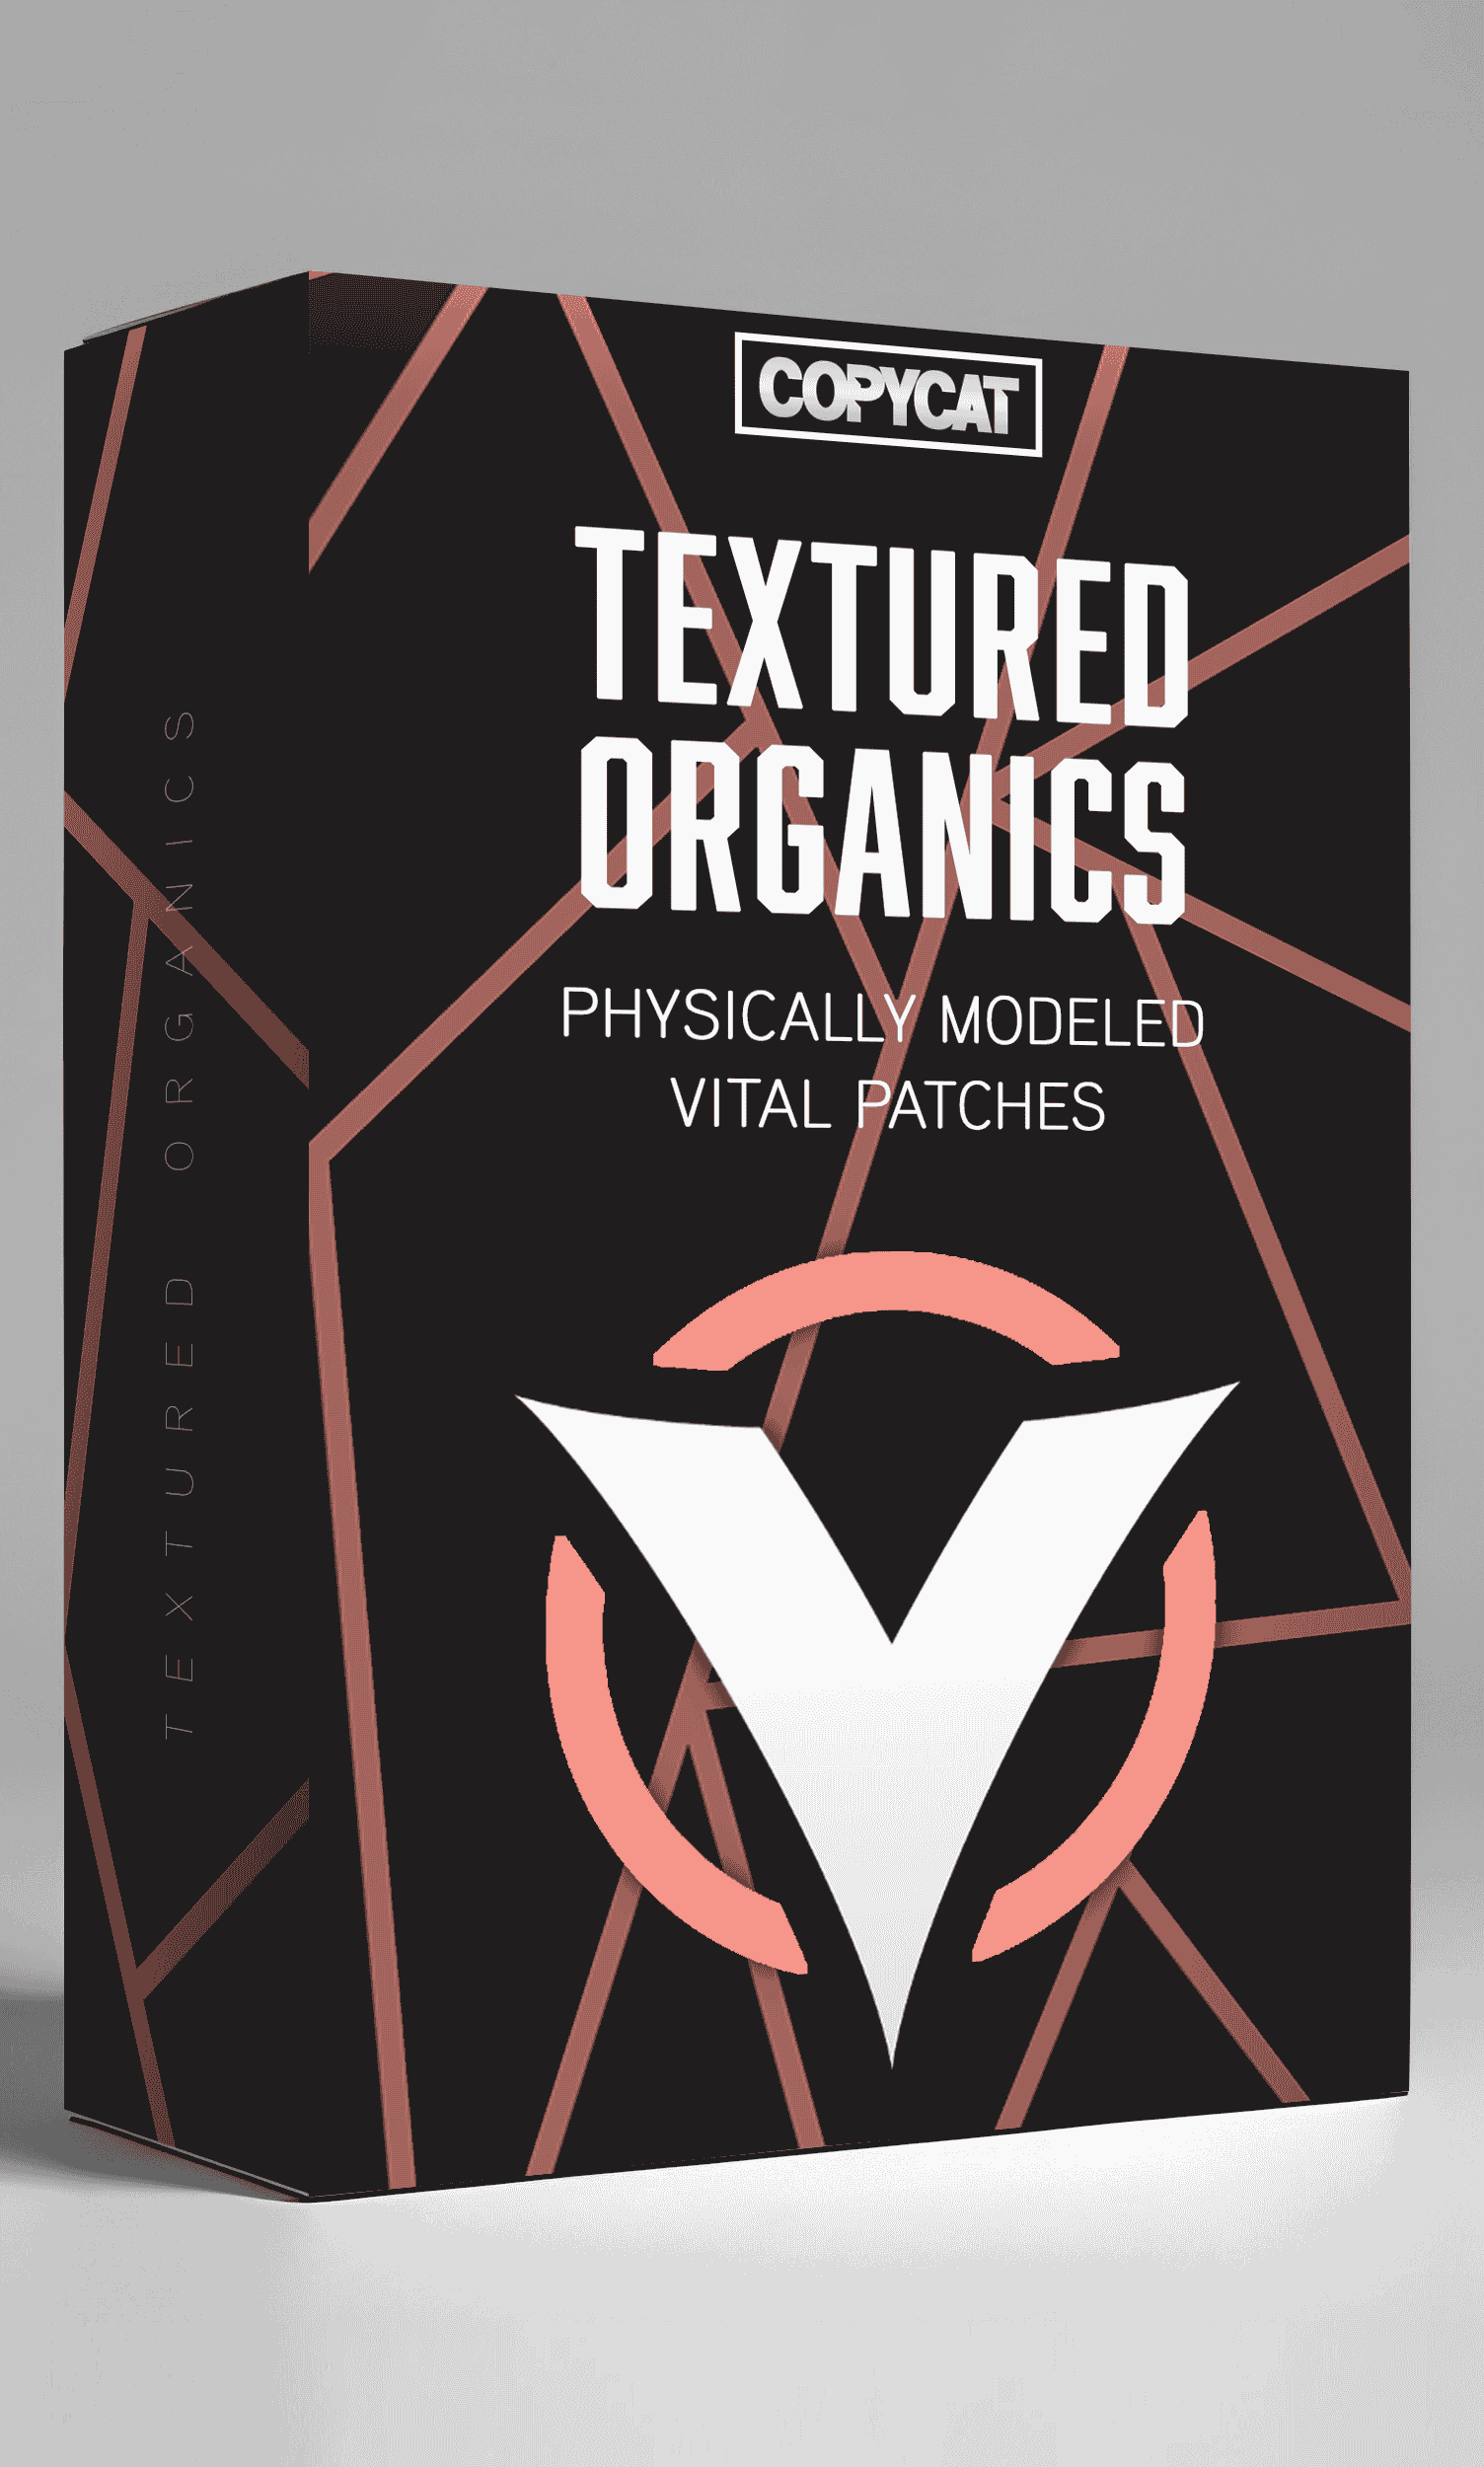 COPYCAT
TEXTURED
ORGANICS
PHYSICALLY MODELED
VITAL PATCHES
TEXTURED ORGANICS